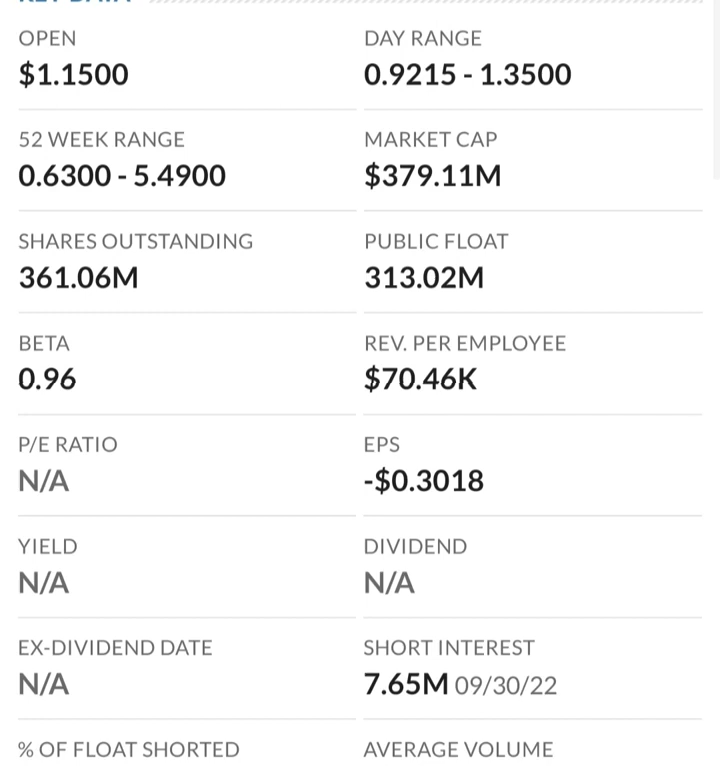 OPEN
$1.1500
DAY RANGE
0.9215 - 1.3500
52 WEEK RANGE
0.6300 - 5.4900
MARKET CAP
$379.11M
SHARES OUTSTANDING
361.06M
PUBLIC FLOAT
313.02M
BETA
0.96
REV. PER EMPLOYEE
$70.46K
P/E RATIO
N/A
EPS
-$0.3018
YIELD
N/A
DIVIDEND
N/A
EX-DIVIDEND DATE
N/A
SHORT INTEREST
7.65M 09/30/22
% OF FLOAT SHORTED
AVERAGE VOLUME